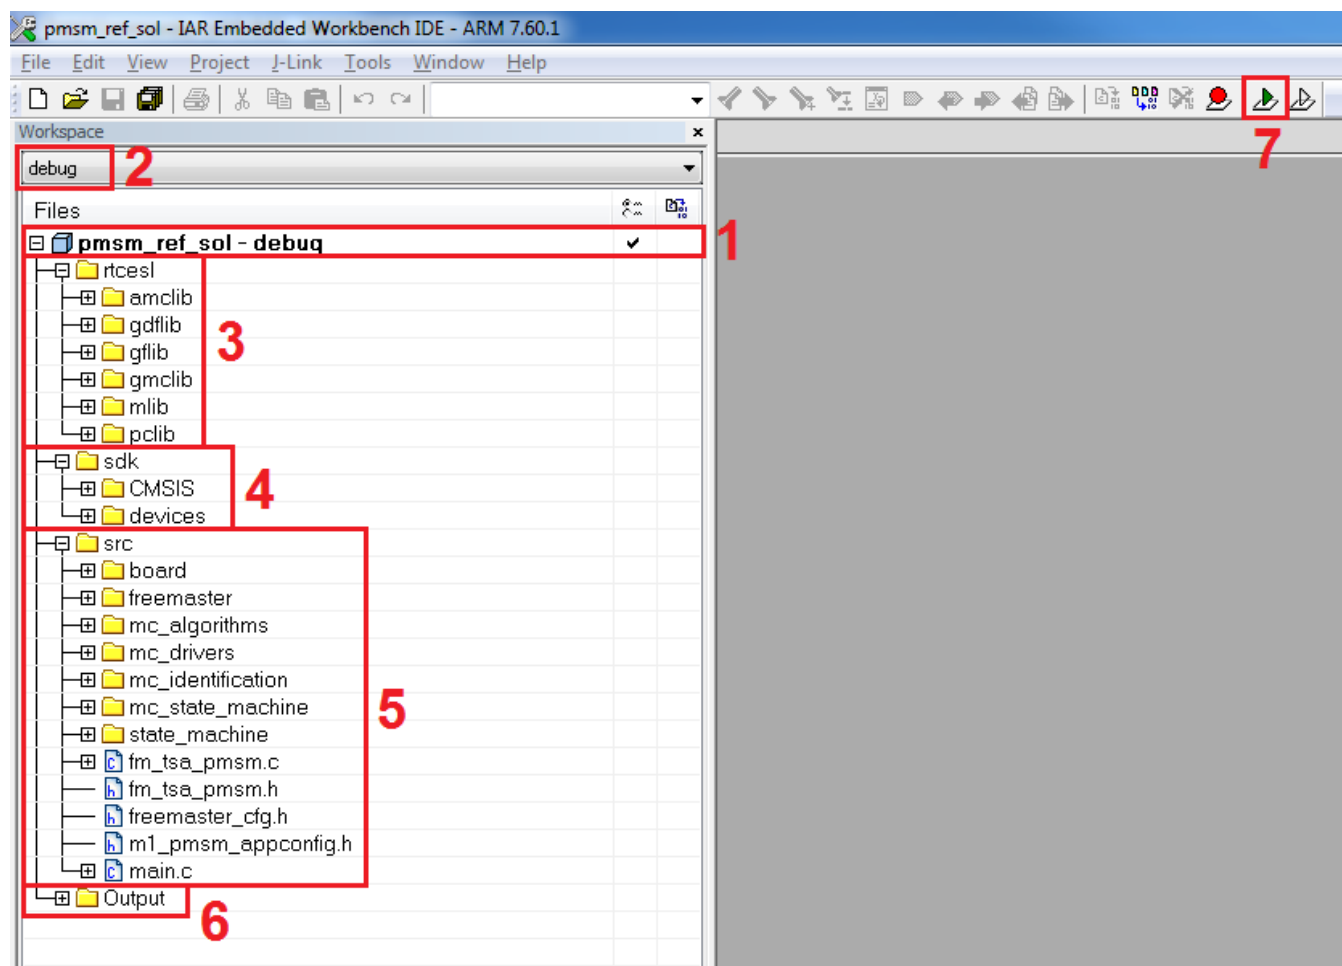 pmsm_ref_sol - IAR Embedded Workbench IDE - ARM 7.60.1
File Edit View Project J-Link Tools Window Help
Workspace
7
debug
2
Files
pmsm_ref_sol - debug
1
rtcesl
amclib
gdflib
3
gflib
gmclib
mlib
pclib
sdk
CMSIS
4
devices
src
board
freemaster
mc_algorithms
mc_drivers
mc_identification
mc_state_machine
5
state_machine
fm_tsa_pmsm.c
fm_tsa_pmsm.h
freemaster_cfg.h
m1_pmsm_appconfig.h
main.c
Output
6